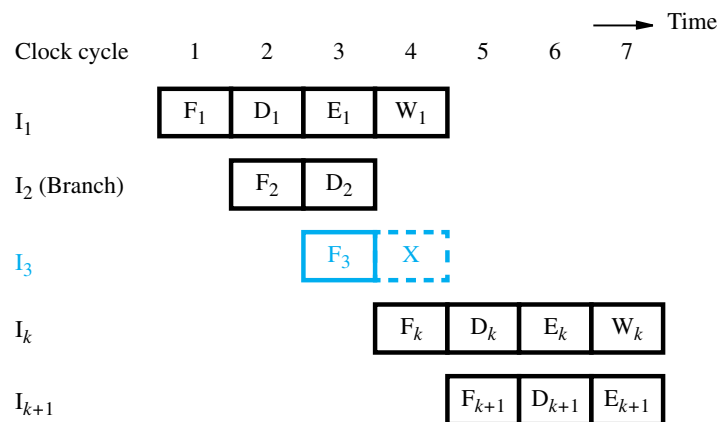 Time
Clock cycle 1 2 3 4 5 6 7
I1 F1 D1 E1 W1
I2 (Branch) F2 D2
I3 F3 X
Ik Fk Dk Ek Wk
Ik+1 Fk+1 Dk+1 Ek+1